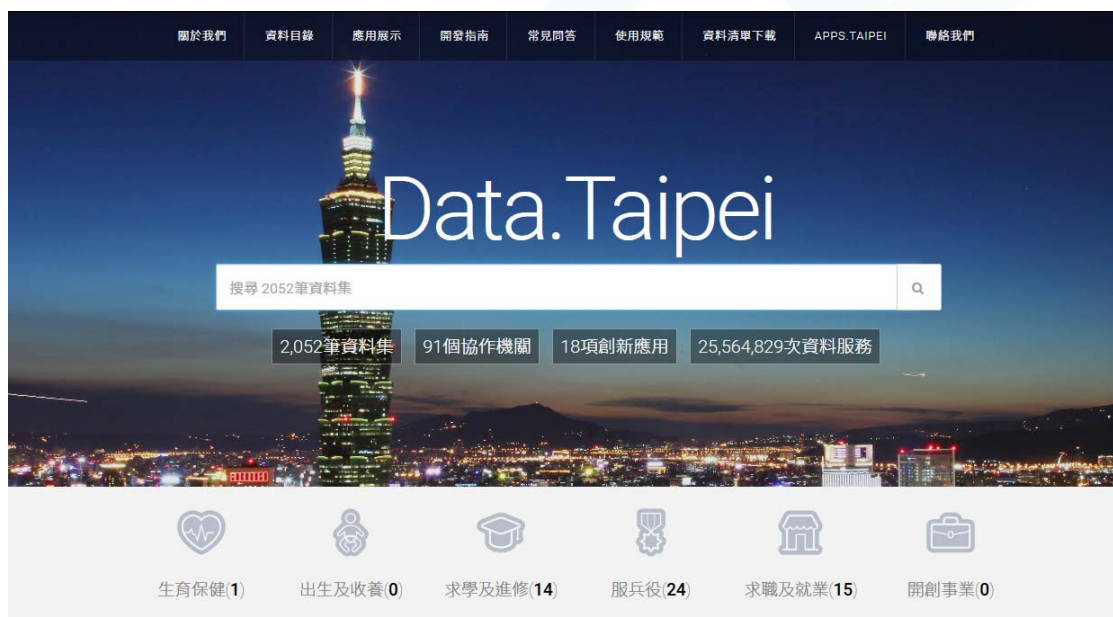 關於我們 資料目錄 應用展示 開發指南 常見問答 使用規範 資料清單下載 APPS.TAIPEI 聯絡我們
Data.Taipei
搜尋 2052筆資料集
2,052筆資料集 91個協作機關 18項創新應用 25,564,829次資料服務
生育保健(1) 出生及收養(0) 求學及進修(14) 服兵役(24) 求職及就業(15) 開創事業(0)